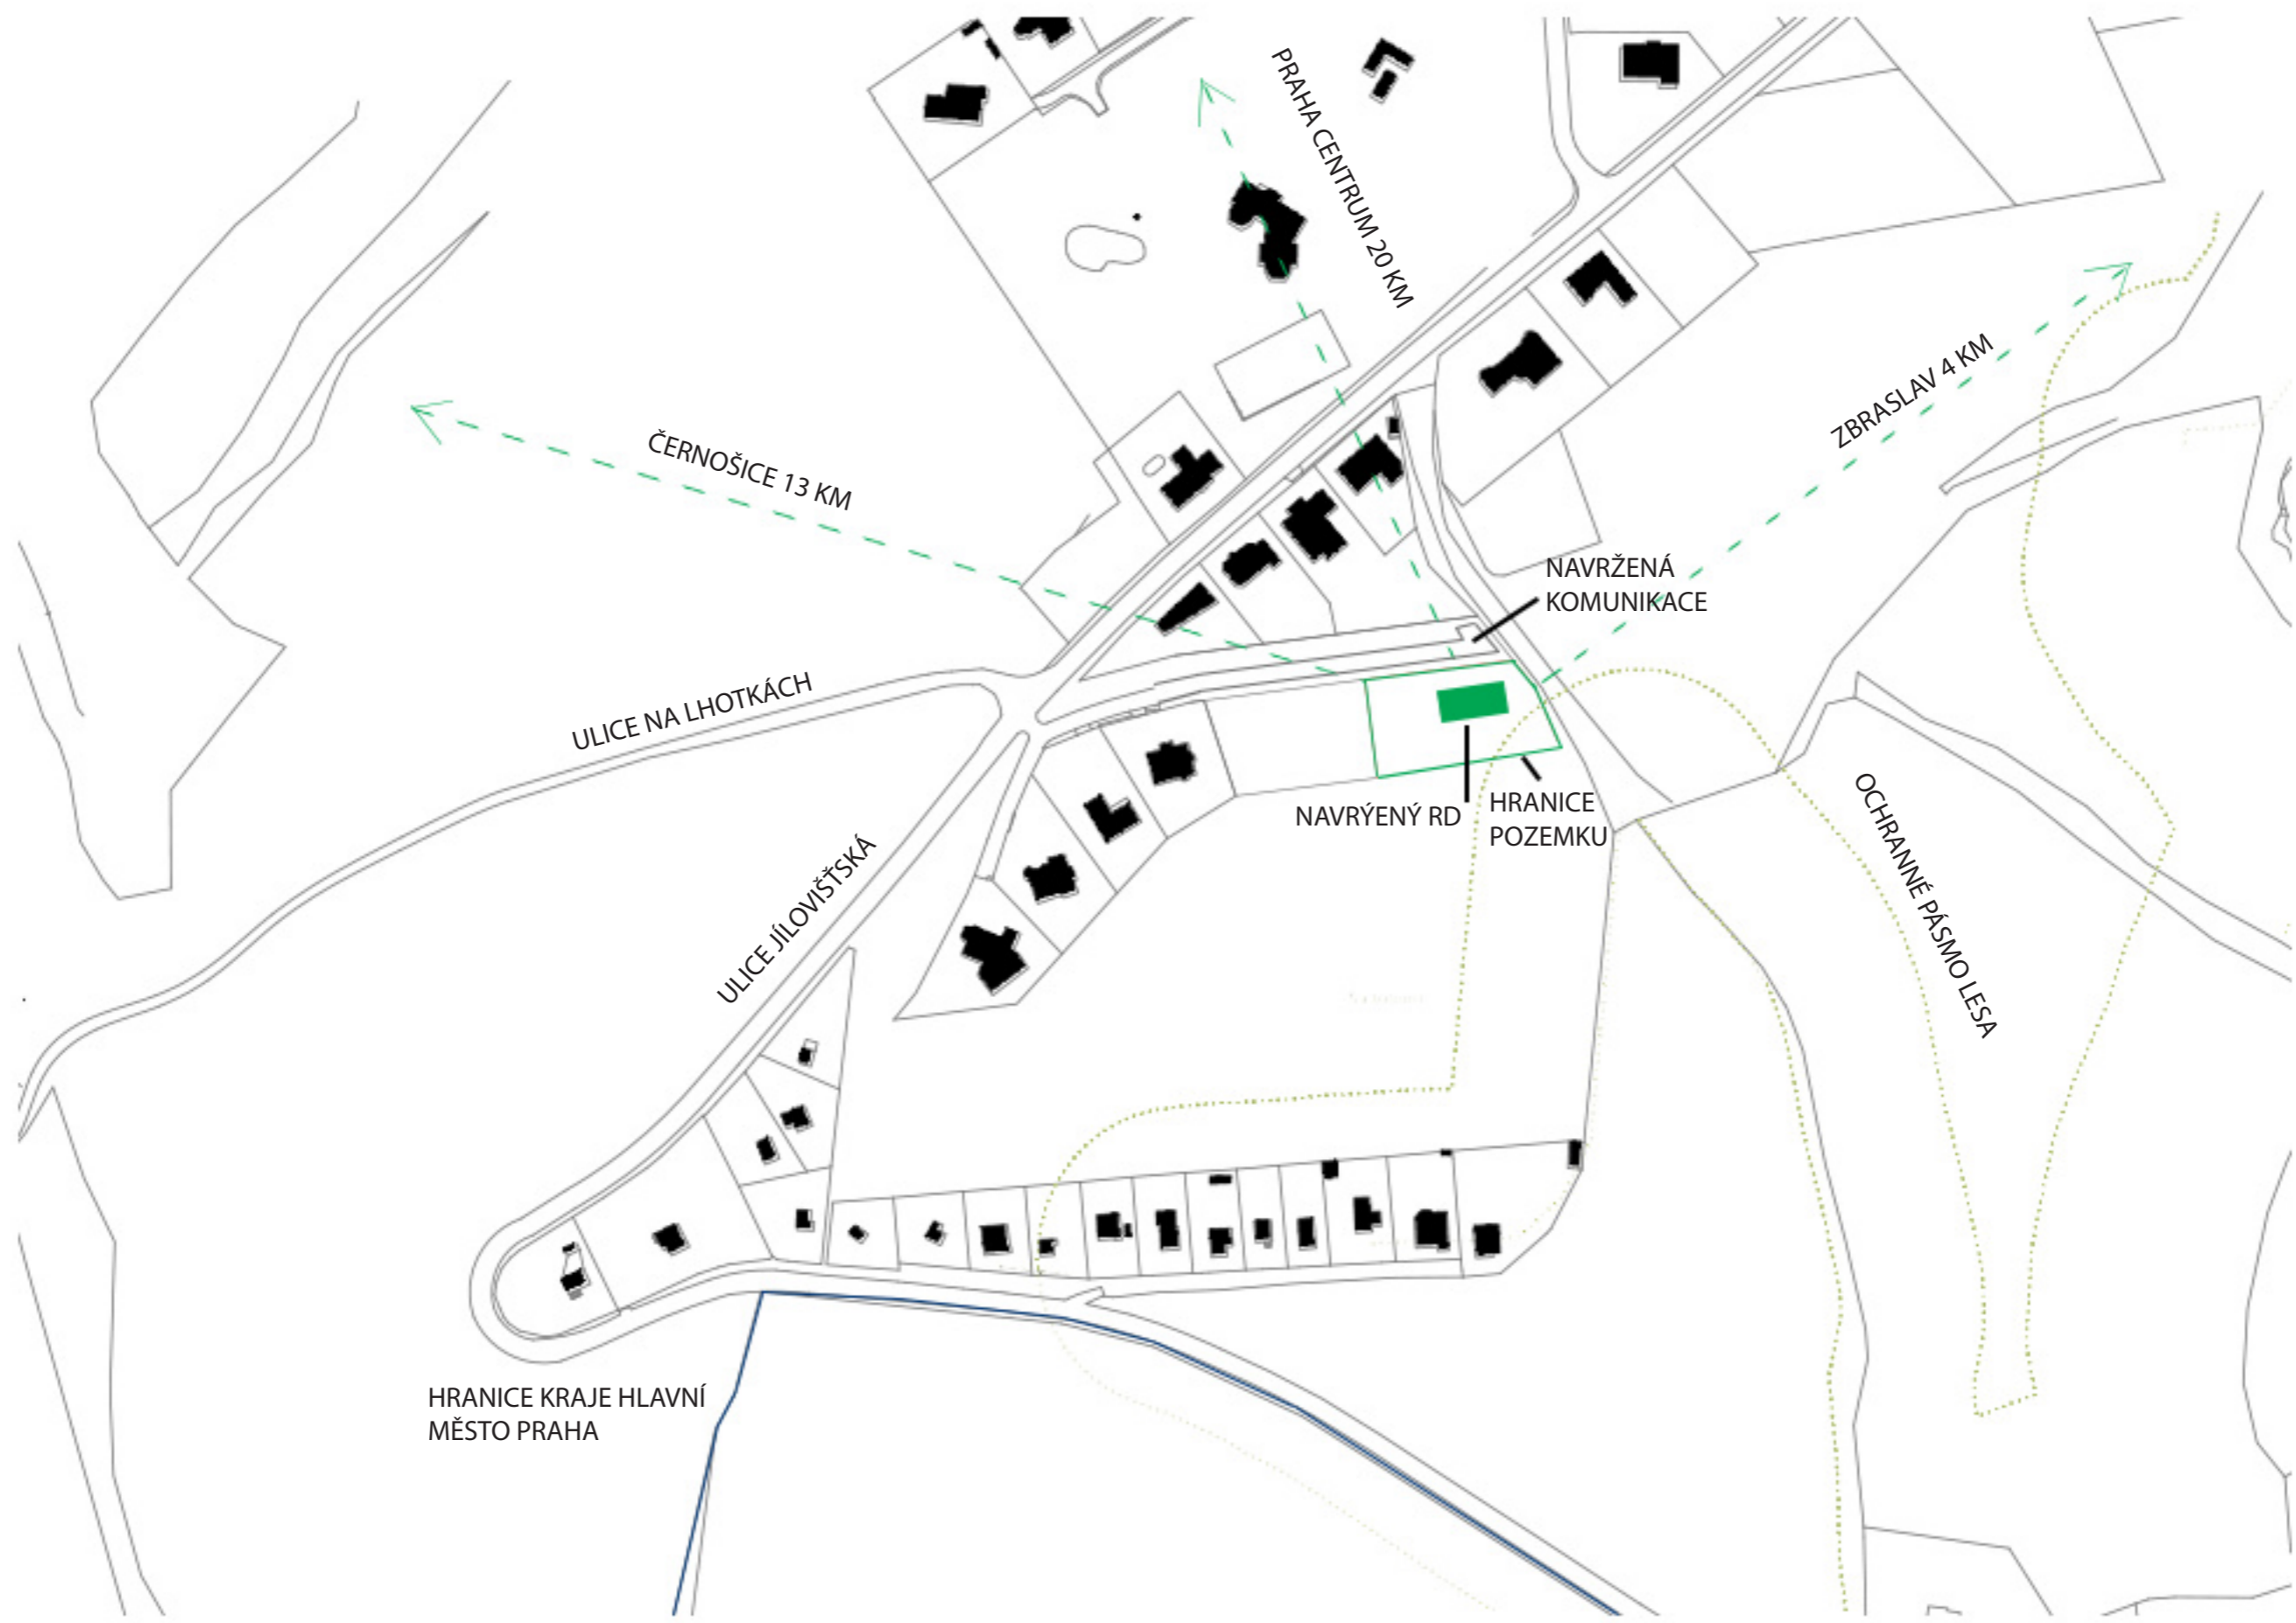 PRAHA CENTRUM 20 KM
ZBRASLAV 4 KM
ČERNOŠICE 13 KM
NAVRŽENÁ
KOMUNIKACE
ULICE NA LHOTKÁCH
NAVRÝENÝ RD
HRANICE
POZEMKU
OCHRANNÉ PÁSMO LESA
ULICE JÍLOVIŠŤSKÁ
HRANICE KRAJE HLAVNÍ
MĚSTO PRAHA